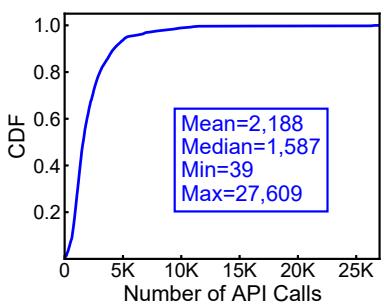 1.0
0.8
0.6
0.4
0.2
CDF
Mean=2,188
Median=1,587
Min=39
Max=27,609
0 5K 10K 15K 20K 25K
Number of API Calls